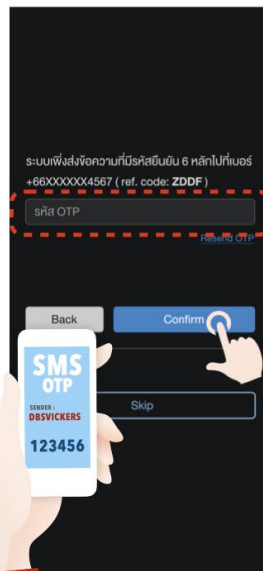 ระบบเพิ่งส่งข้อความที่มีรหัสยืนยัน 6 หลักไปที่เบอร์
+66XXXXXX4567 ( ref. code: ZDDF )
รหัส OTP
Resend OTP
Back
Confirm
SMS
OTP
SENDER :
DBSVICKERS
123456
Skip